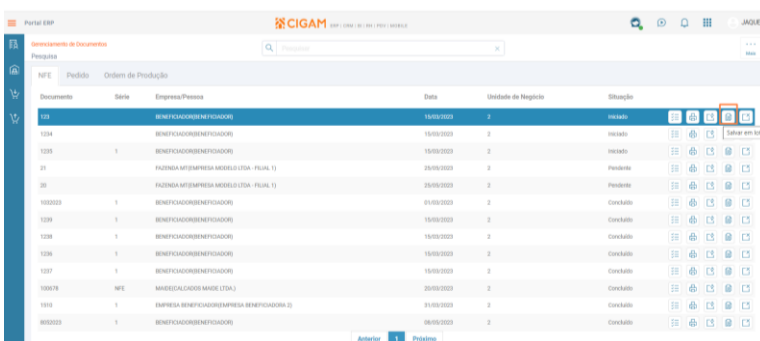 Portal ERP
CIGAM ERP | CRM | BI | RH | PDV | MOBILE
JAQUE
Gerenciamento de Documentos
Pesquisa
Pesquisa
Mais
NFE Pedido Ordem de Produção
Documento Série Empresa/Pessoa Data Unidade de Negócio Situação
123 BENEFICIADOR(BENEFICIADOR) 15/03/2023 2 Iniciado
1234 BENEFICIADOR(BENEFICIADOR) 15/03/2023 2 Iniciado
Salvar em lo
1235 1 BENEFICIADOR(BENEFICIADOR) 15/03/2023 2 Iniciado
21 FAZENDA MT(EMPRESA MODELO LTDA - FILIAL 1) 25/05/2023 2 Pendente
20 FAZENDA MT(EMPRESA MODELO LTDA - FILIAL 1) 25/05/2023 2 Pendente
1032023 1 BENEFICIADOR(BENEFICIADOR) 01/03/2023 2 Concluído
1239 1 BENEFICIADOR(BENEFICIADOR) 15/03/2023 2 Concluído
1238 1 BENEFICIADOR(BENEFICIADOR) 15/03/2023 2 Concluído
1236 1 BENEFICIADOR(BENEFICIADOR) 15/03/2023 2 Concluído
1237 1 BENEFICIADOR(BENEFICIADOR) 15/03/2023 2 Concluído
100678 NFE MAIDE(CALCADOS MAIDE LTDA.) 20/03/2023 2 Concluído
1010 1 EMPRESA BENEFICIADOR(EMPRESA BENEFICIADORA 2) 31/03/2023 2 Concluído
8052023 1 BENEFICIADOR(BENEFICIADOR) 08/05/2023 2 Concluído
Anterior 1 Próximo